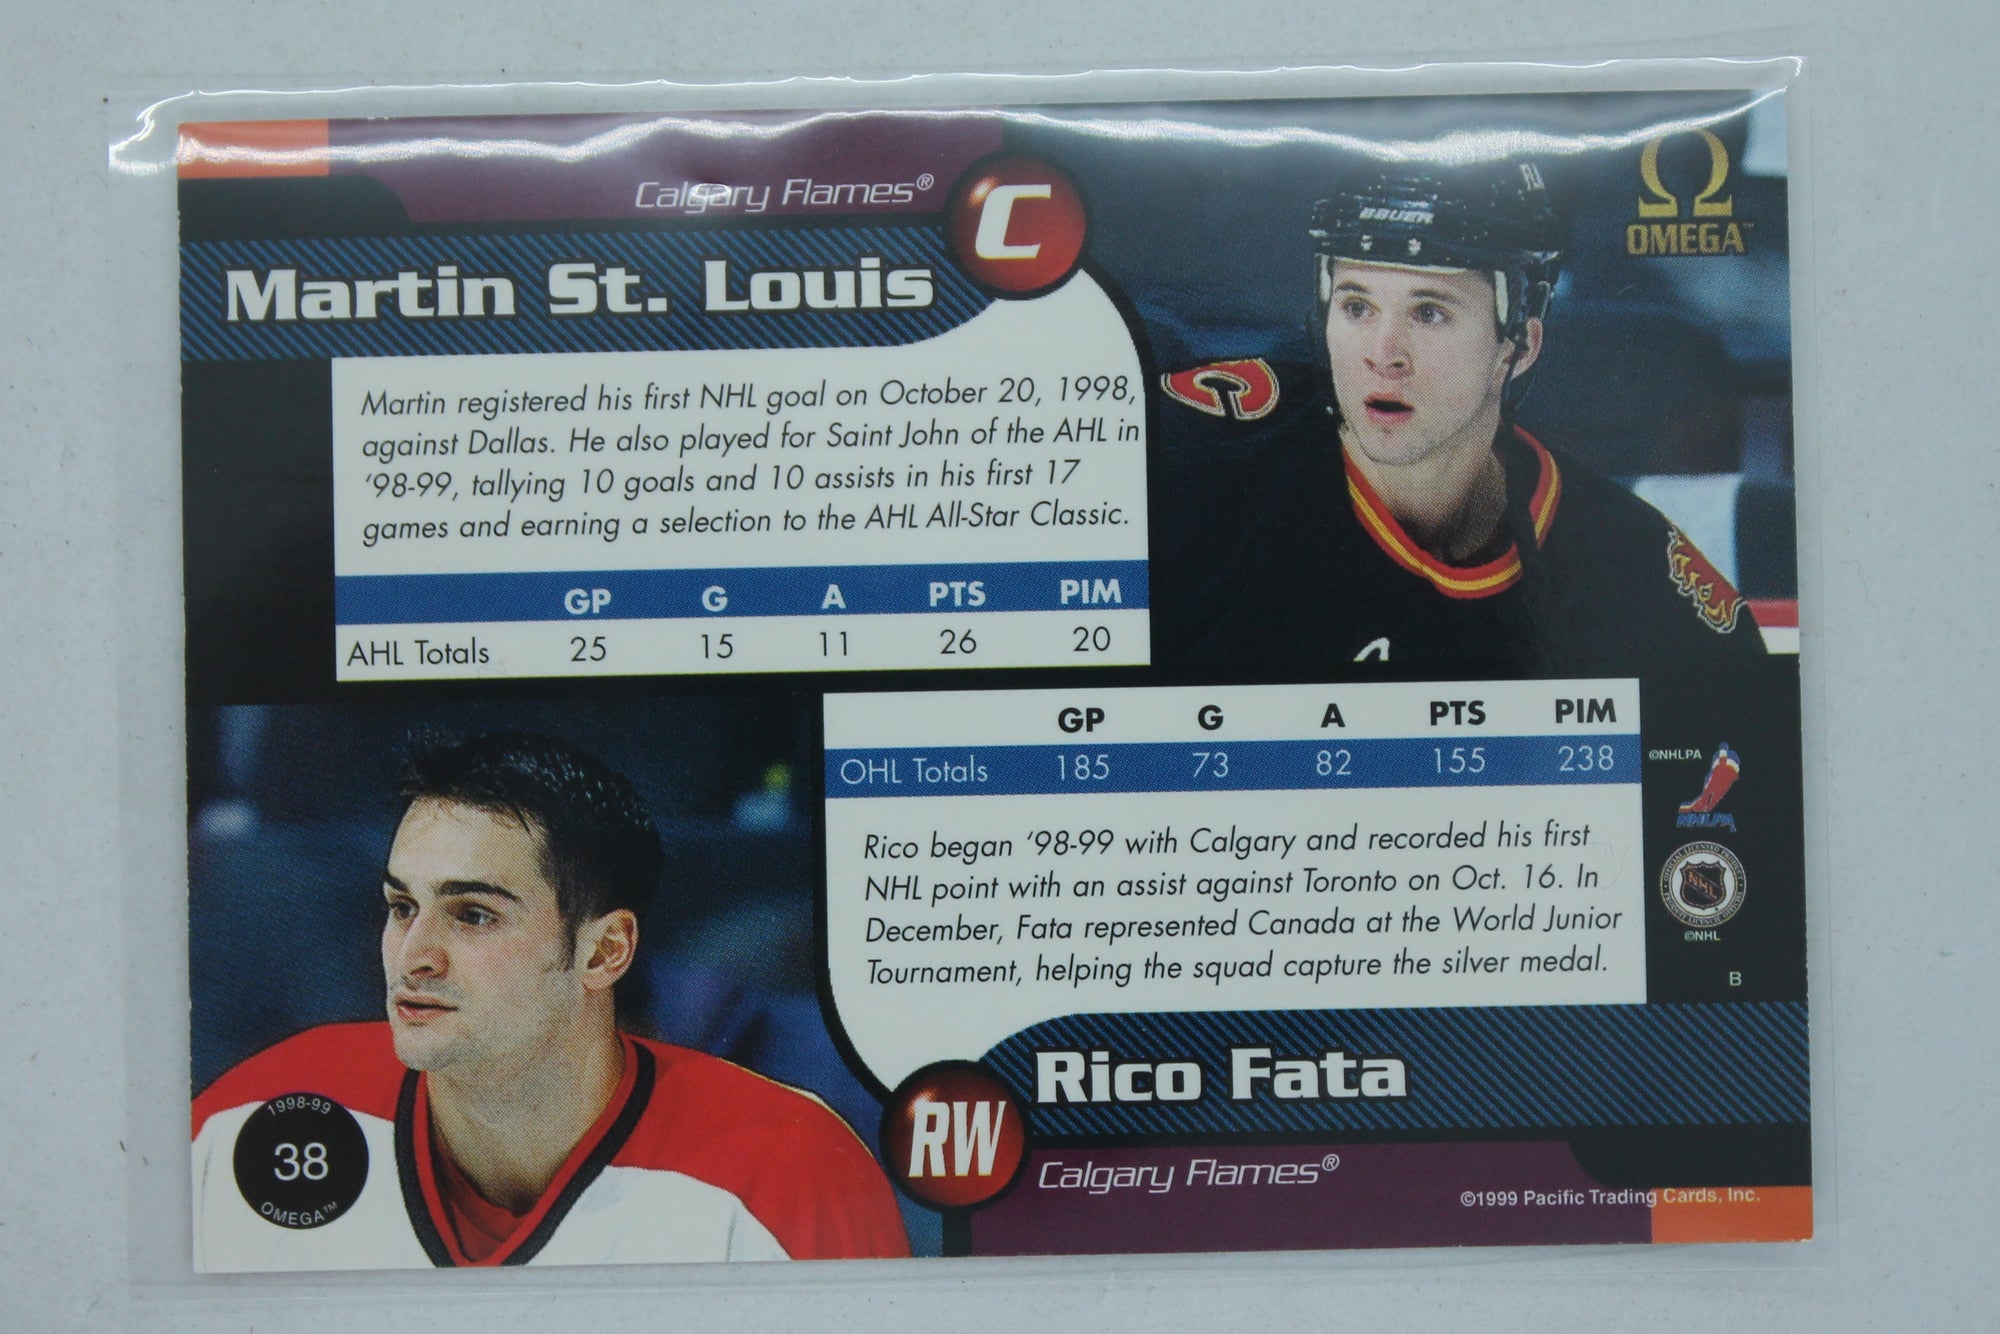 Calgary Flames®
C
Martin St. Louis
Martin registered his first NHL goal on October 20, 1998,
against Dallas. He also played for Saint John of the AHL in
'98-99, tallying 10 goals and 10 assists in his first 17
games and earning a selection to the AHL All-Star Classic.
GP G A PTS PIM
AHL Totals 25 15 11 26 20
BAUER
FLA
Ω
OMEGA™
GP G A PTS PIM
OHL Totals 185 73 82 155 238
Rico began '98-99 with Calgary and recorded his first
NHL point with an assist against Toronto on Oct. 16. In
December, Fata represented Canada at the World Junior
Tournament, helping the squad capture the silver medal.
©NHLPA
NHLPA
NHL
©NHL
B
Rico Fata
RW
Calgary Flames®
1998-99
38
OMEGA™
©1999 Pacific Trading Cards, Inc.